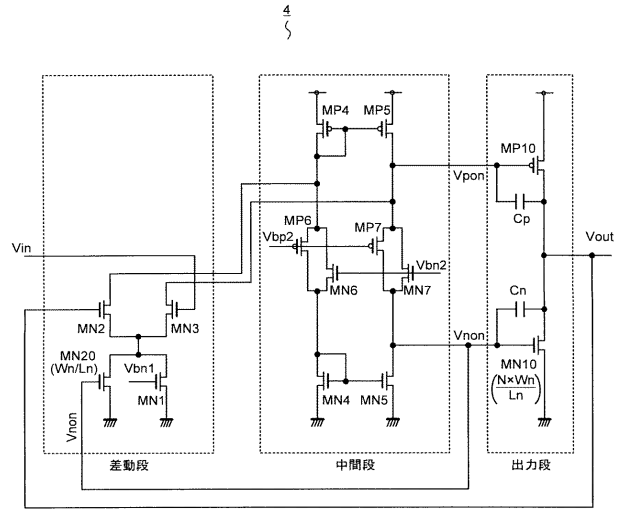 4
MP4
MP5
MP10
Vpon
Cp
MP6
Vbp2
MP7
Vin
Vout
Vbn2
MN6
MN7
Cn
MN2
MN3
MN20
(Wn/Ln)
Vbn1
Vnon
MN10
MN1
MN4
MN5
(N×Wn/Ln)
Vnon
差動段
中間段
出力段